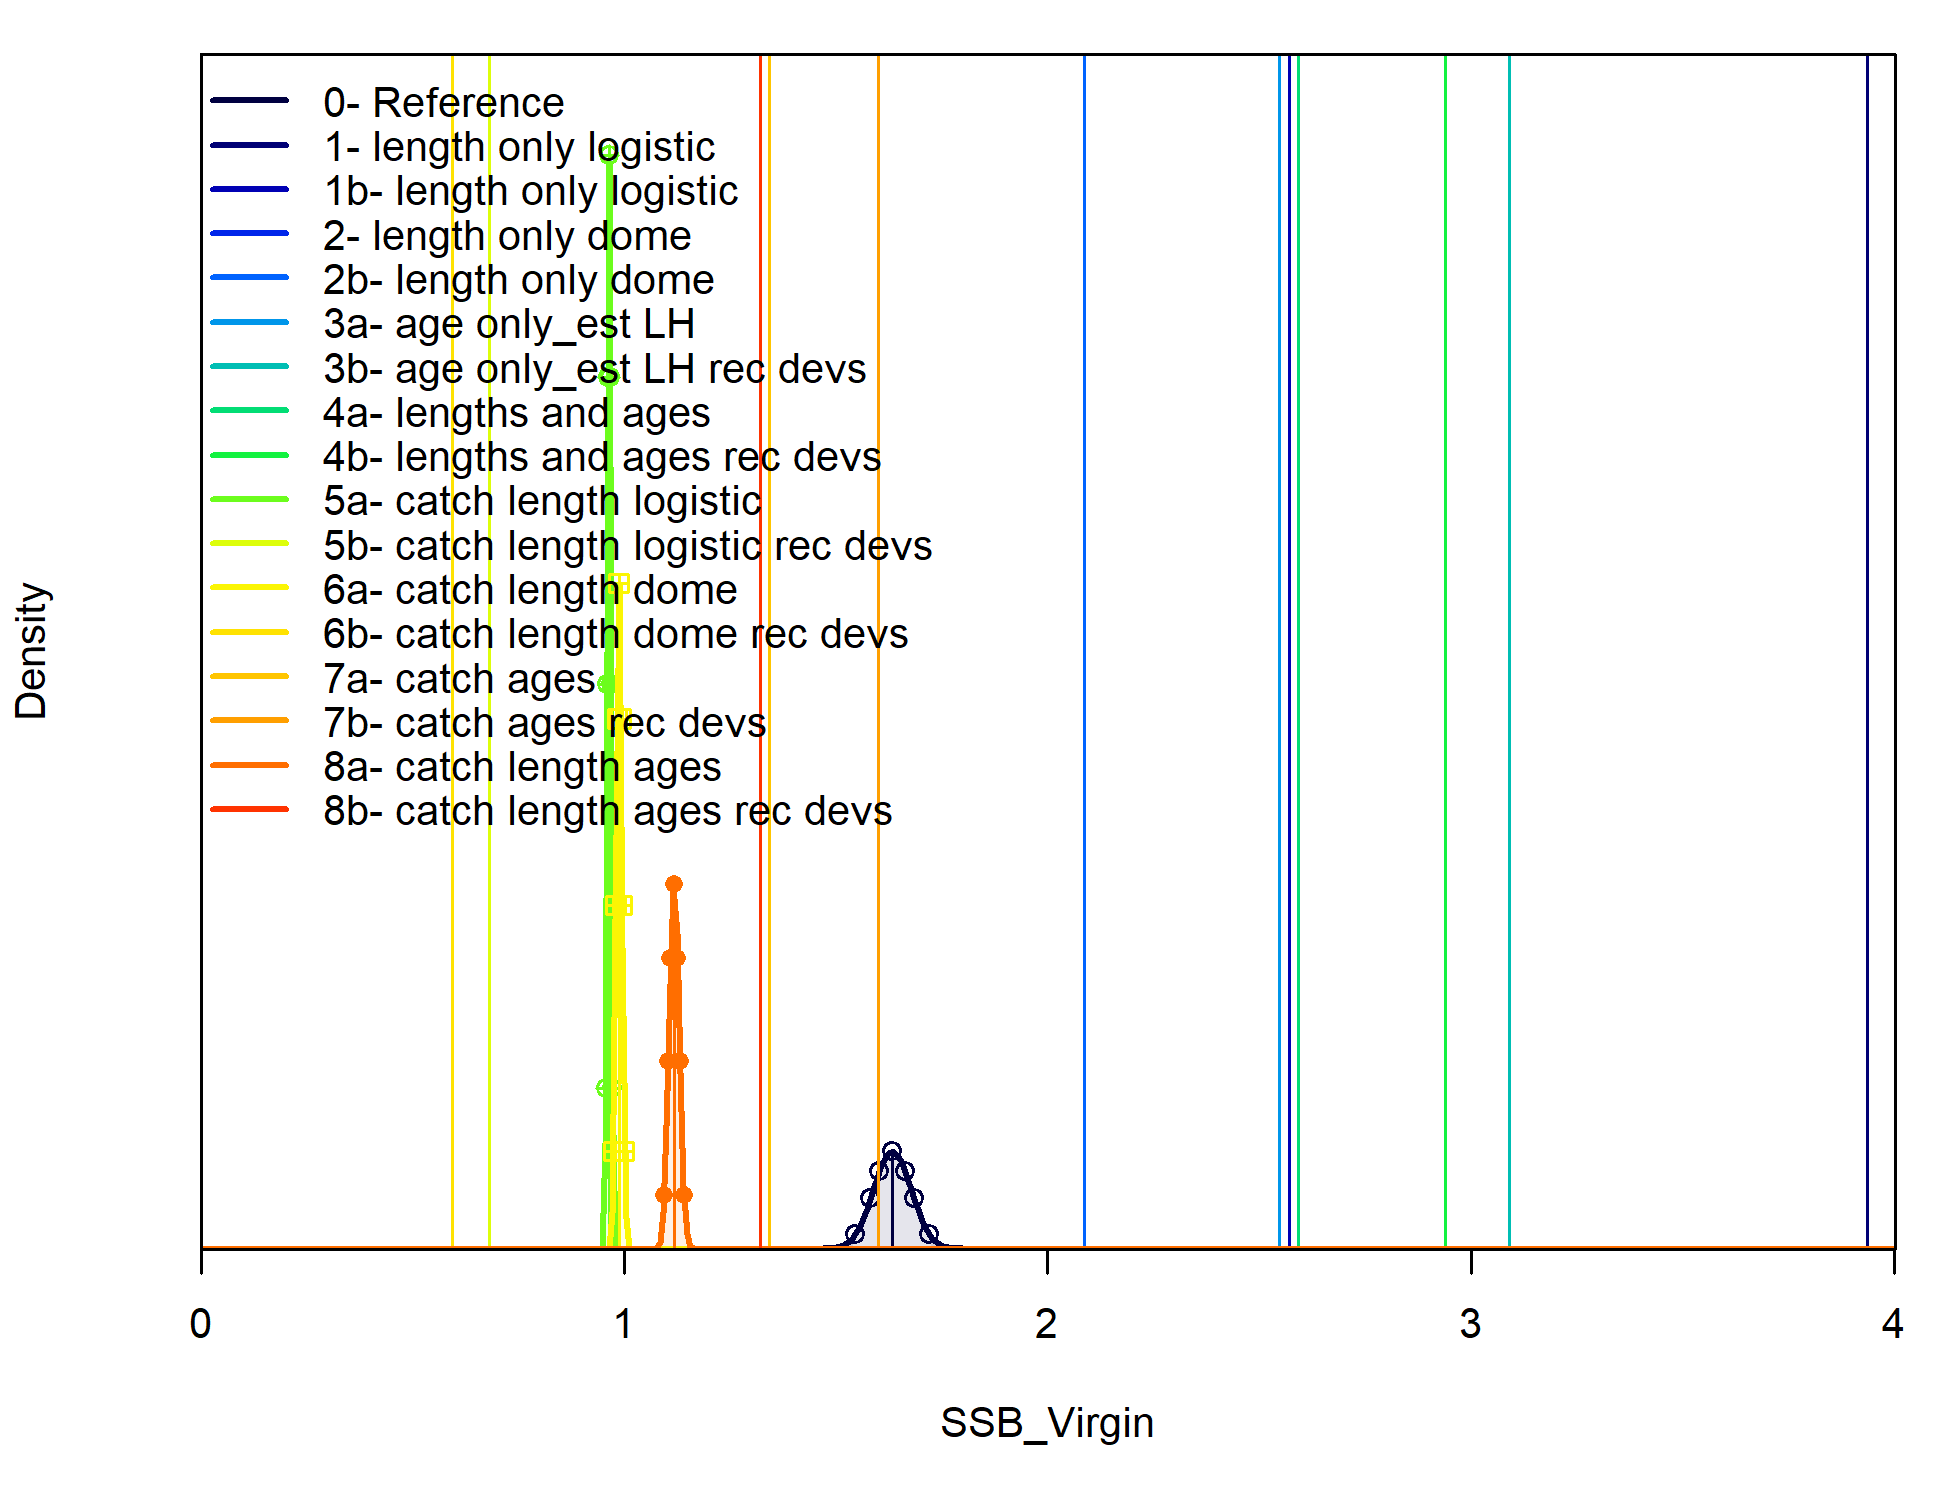 0- Reference
1- length only logistic
1b- length only logistic
2- length only dome
2b- length only dome
3a- age only_est LH
3b- age only_est LH rec devs
4a- lengths and ages
4b- lengths and ages rec devs
5a- catch length logistic
5b- catch length logistic rec devs
6a- catch length dome
6b- catch length dome rec devs
7a- catch ages
7b- catch ages rec devs
8a- catch length ages
8b- catch length ages rec devs
Density
0 1 2 3 4
SSB_Virgin